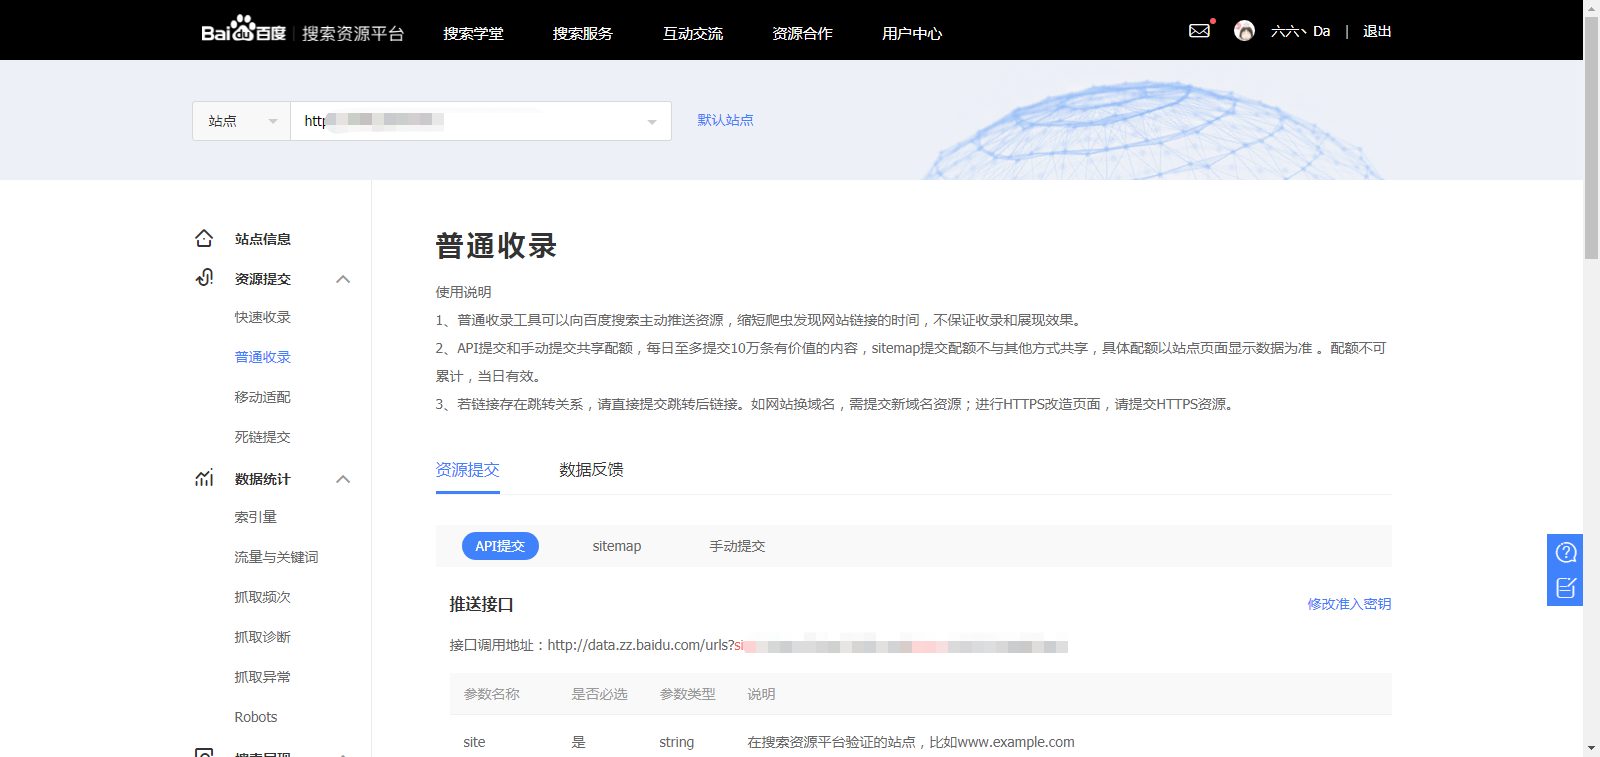 Bai du 百度 | 搜索资源平台
搜索学堂
搜索服务
互动交流
资源合作
用户中心
六六丶Da | 退出
站点
http
默认站点
站点信息
资源提交
快速收录
普通收录
移动适配
死链提交
数据统计
索引量
流量与关键词
抓取频次
抓取诊断
抓取异常
Robots
普通收录
使用说明
1、普通收录工具可以向百度搜索主动推送资源，缩短爬虫发现网站链接的时间，不保证收录和展现效果。
2、API提交和手动提交共享配额，每日至多提交10万条有价值的内容，sitemap提交配额不与其他方式共享，具体配额以站点页面显示数据为准 。配额不可
累计，当日有效。
3、若链接存在跳转关系，请直接提交跳转后链接。如网站换域名，需提交新域名资源；进行HTTPS改造页面，请提交HTTPS资源。
资源提交
数据反馈
API提交
sitemap
手动提交
推送接口
修改准入密钥
接口调用地址：http://data.zz.baidu.com/urls?si
参数名称 是否必选 参数类型 说明
site 是 string 在搜索资源平台验证的站点，比如www.example.com